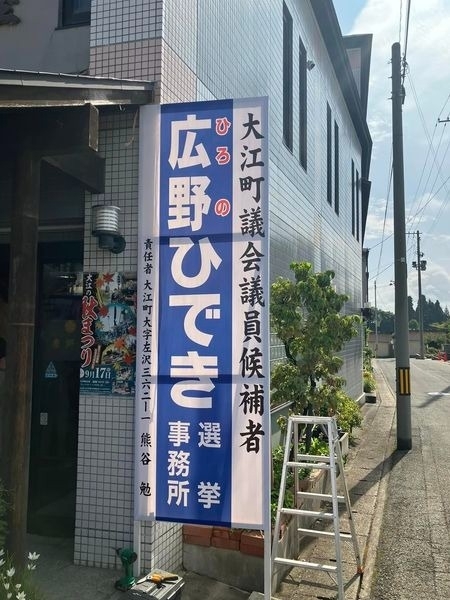 大江町議会議員候補者
ひろの
広野ひでき
選挙
事務所
責任者 大江町大字左沢三六二ー一 熊谷 勉
大江の
秋まつり
9月17日